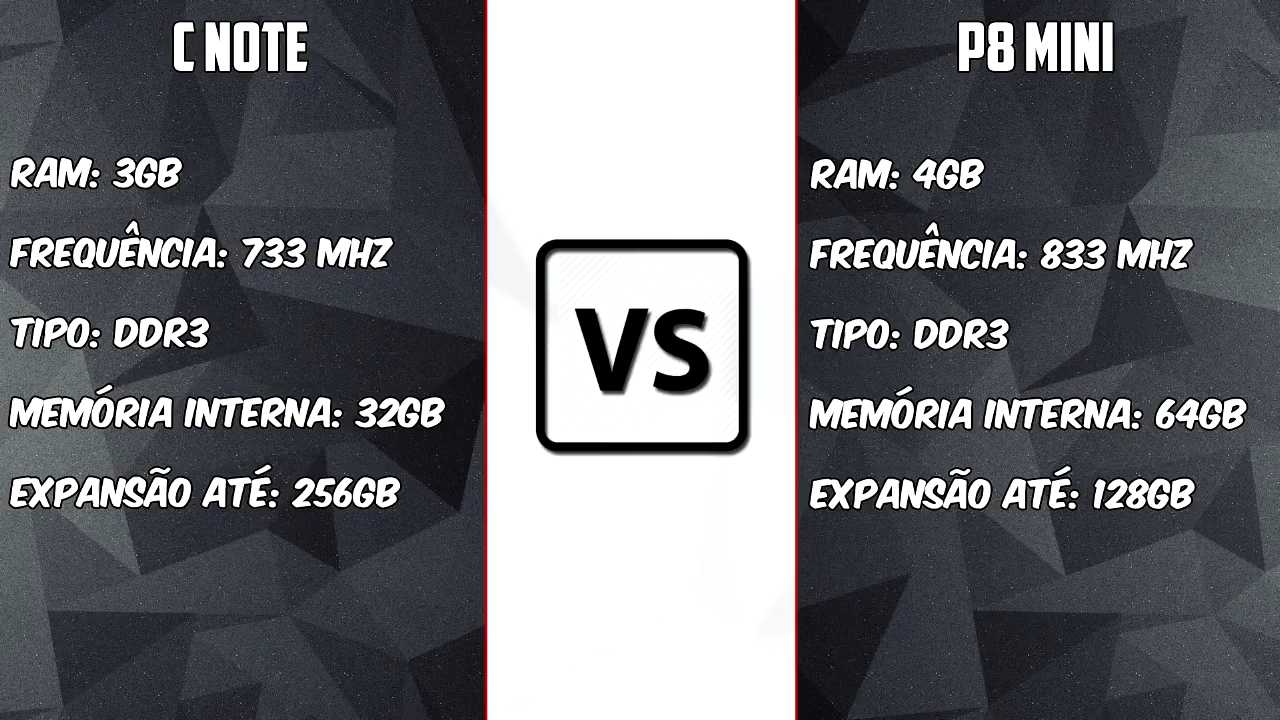 C NOTE
RAM: 3GB
FREQUÊNCIA: 733 MHZ
TIPO: DDR3
MEMÓRIA INTERNA: 32GB
EXPANSÃO ATÉ: 256GB
VS
P8 MINI
RAM: 4GB
FREQUÊNCIA: 833 MHZ
TIPO: DDR3
MEMÓRIA INTERNA: 64GB
EXPANSÃO ATÉ: 128GB